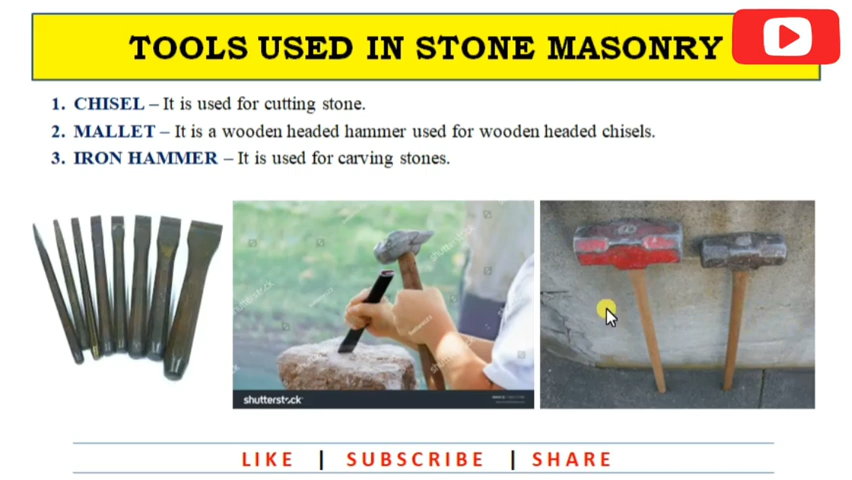 TOOLS USED IN STONE MASONRY
1. CHISEL – It is used for cutting stone.
2. MALLET – It is a wooden headed hammer used for wooden headed chisels.
3. IRON HAMMER – It is used for carving stones.
shutterstock
LIKE | SUBSCRIBE | SHARE